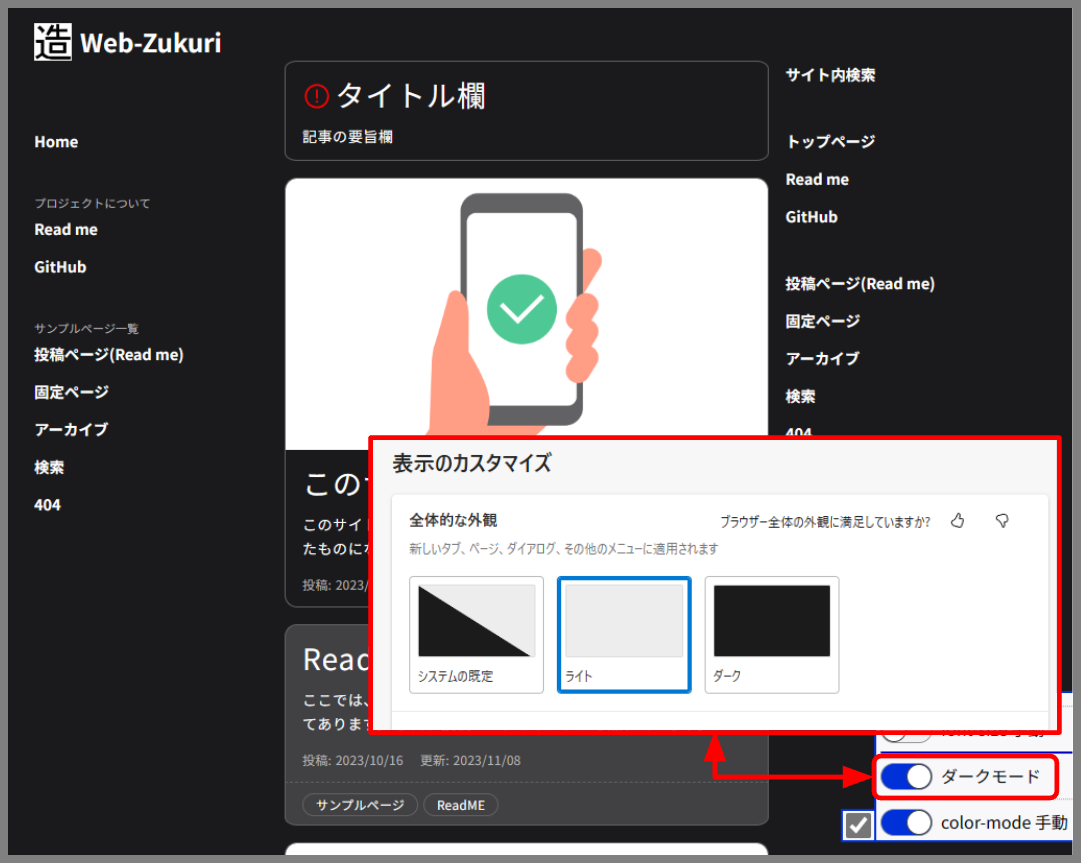 造 Web-Zukuri
Home
プロジェクトについて
Read me
GitHub
サンプルページ一覧
投稿ページ(Read me)
固定ページ
アーカイブ
検索
404
タイトル欄
記事の要旨欄
この
このサイト
たものに
投稿: 2023/
Read
ここでは、
てあります
投稿: 2023/10/16 更新: 2023/11/08
サンプルページ ReadME
サイト内検索
トップページ
Read me
GitHub
投稿ページ(Read me)
固定ページ
アーカイブ
検索
404
表示のカスタマイズ
全体的な外観
ブラウザー全体の外観に満足していますか?
新しいタブ、ページ、ダイアログ、その他のメニューに適用されます
システムの既定
ライト
ダーク
手動
ダークモード
color-mode 手動